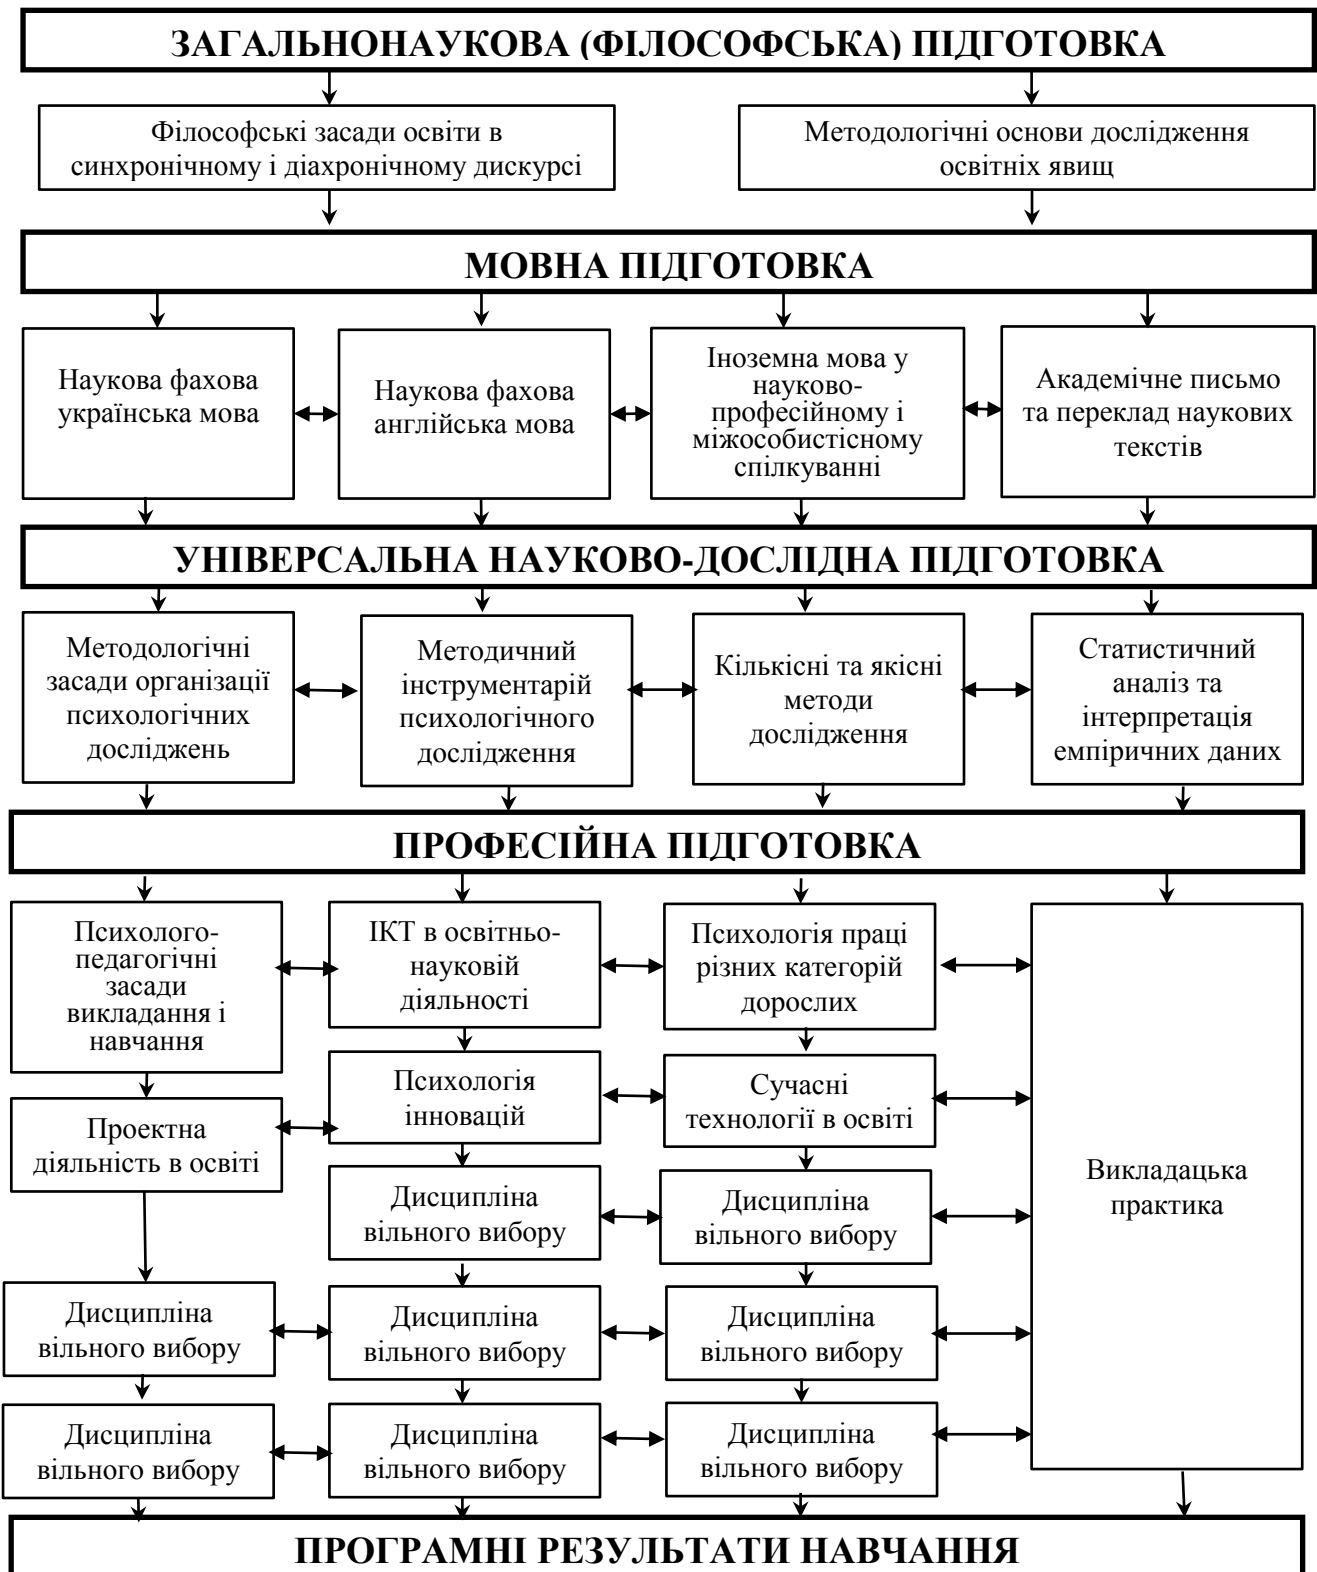 ЗАГАЛЬНОНАУКОВА (ФІЛОСОФСЬКА) ПІДГОТОВКА
Філософські засади освіти в
синхронічному і діахронічному дискурсі
Методологічні основи дослідження
освітніх явищ
МОВНА ПІДГОТОВКА
Наукова фахова
українська мова
Наукова фахова
англійська мова
Іноземна мова у
науково-
професійному і
міжособистісному
спілкуванні
Академічне письмо
та переклад наукових
текстів
УНІВЕРСАЛЬНА НАУКОВО-ДОСЛІДНА ПІДГОТОВКА
Методологічні
засади організації
психологічних
досліджень
Методичний
інструментарій
психологічного
дослідження
Кількісні та якісні
методи
дослідження
Статистичний
аналіз та
інтерпретація
емпіричних даних
ПРОФЕСІЙНА ПІДГОТОВКА
Психолого-
педагогічні
засади
викладання і
навчання
ІКТ в освітньо-
науковій
діяльності
Психологія праці
різних категорій
дорослих
Психологія
інновацій
Сучасні
технології в освіті
Проектна
діяльність в освіті
Викладацька
практика
Дисципліна
вільного вибору
Дисципліна
вільного вибору
Дисципліна
вільного вибору
Дисципліна
вільного вибору
Дисципліна
вільного вибору
Дисципліна
вільного вибору
Дисципліна
вільного вибору
Дисципліна
вільного вибору
ПРОГРАМНІ РЕЗУЛЬТАТИ НАВЧАННЯ